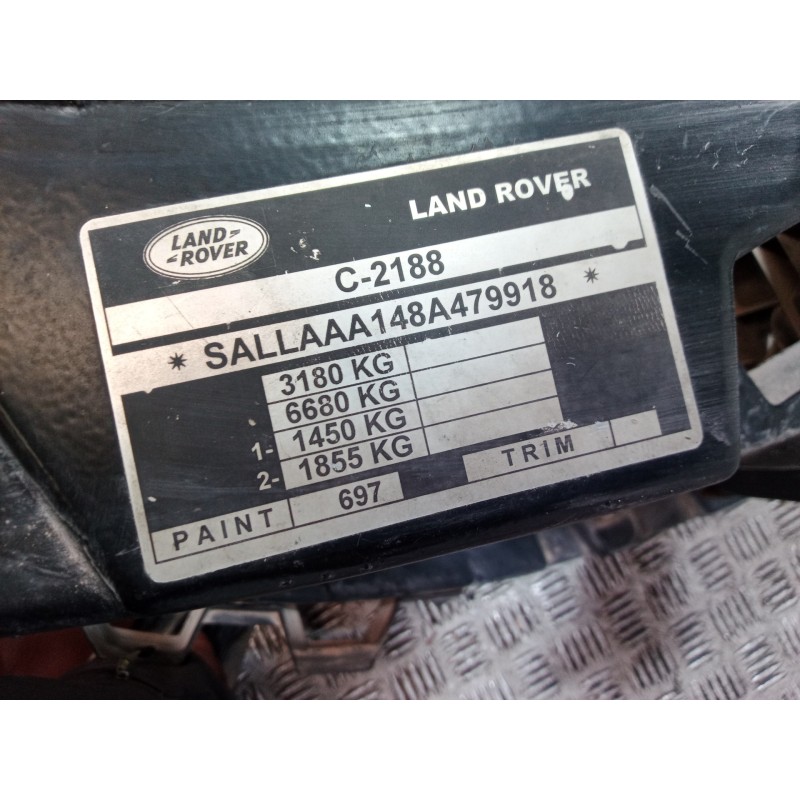 LAND ROVER
LAND ROVER
C-2188
* SALLAAA148A479918 *
3180 KG
6680 KG
1- 1450 KG
2- 1855 KG
PAINT 697 TRIM